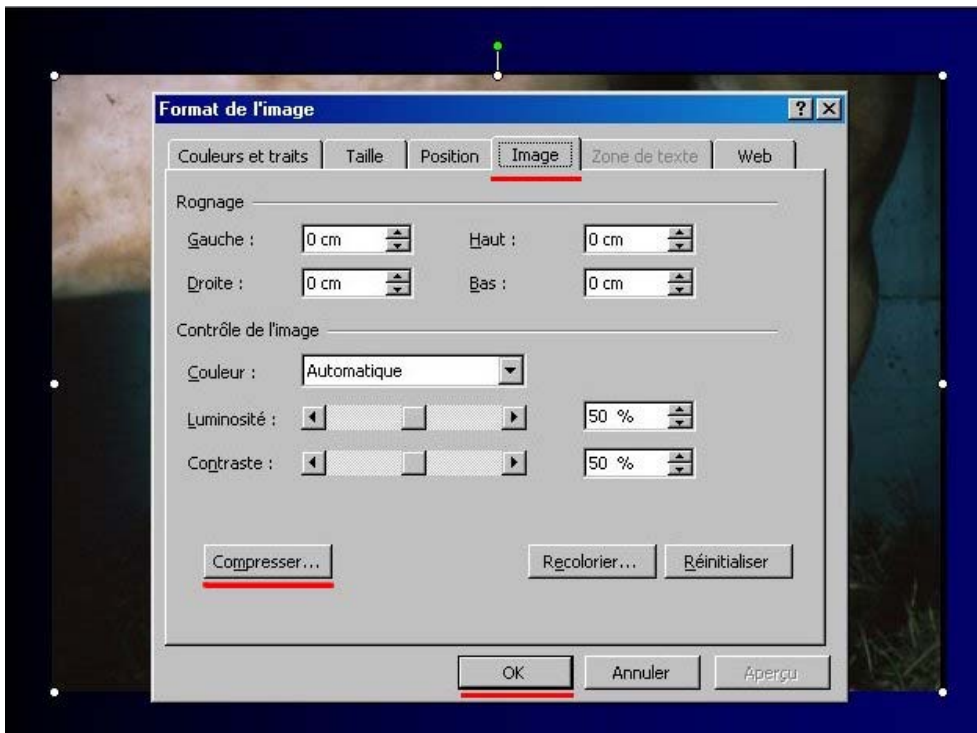 Format de l'image
Couleurs et traits Taille Position Image Zone de texte Web
Rognage
Gauche : 0 cm Haut : 0 cm
Droite : 0 cm Bas : 0 cm
Contrôle de l'image
Couleur : Automatique
Luminosité : 50 %
Contraste : 50 %
Compresser... Recolorier... Réinitialiser
OK Annuler Aperçu